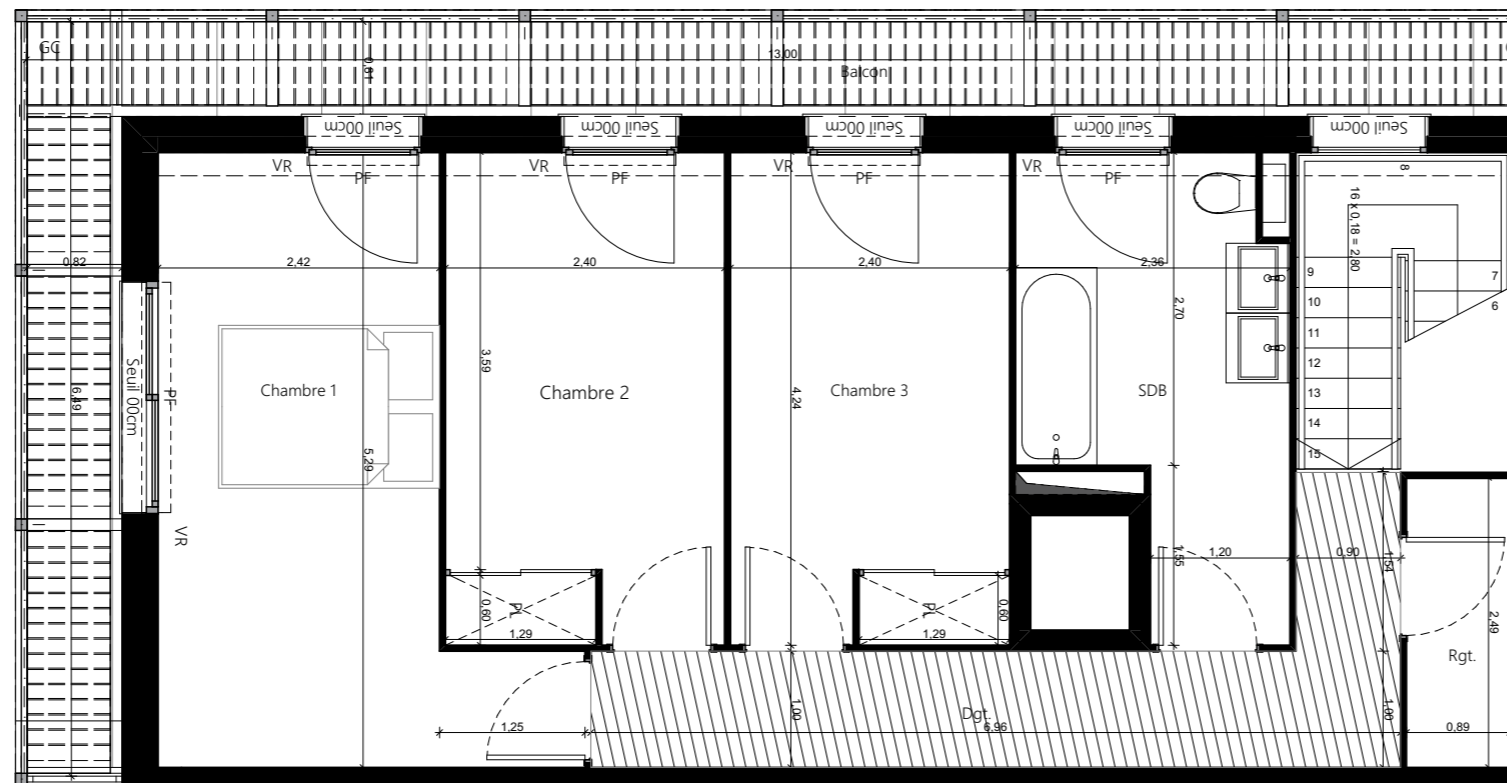 GC
13,00
0,81
Balcon
Seuil 00cm
Seuil 00cm
Seuil 00cm
Seuil 00cm
Seuil 00cm
VR
PF
VR
PF
VR
PF
VR
PF
8
16 x 0,18 = 2,80
0,82
2,42
2,40
2,40
2,36
9
7
10
6
2,70
11
3,59
12
Seuil 00cm
PF
6,49
Chambre 1
Chambre 2
4,24
Chambre 3
SDB
13
14
5,29
15
VR
1,55
1,20
0,90
1,54
PL
0,60
1,29
PL
0,60
1,29
2,49
Rgt.
1,00
Dgt.
1,00
1,25
6,96
0,89